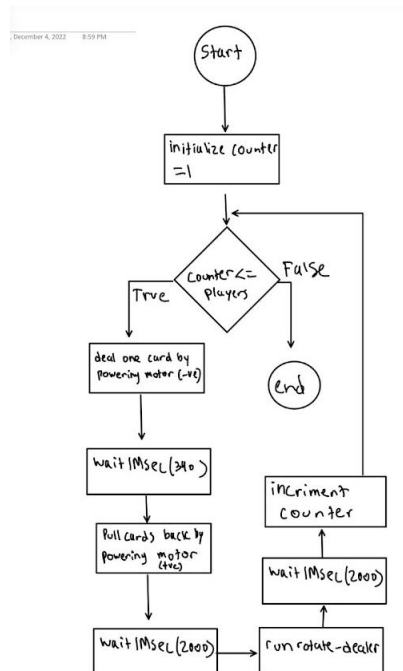 December 4, 2022 8:59 PM
Start
initialize counter
=1
Counter<=
players
True
False
deal one card by
powering motor (-ve)
end
wait1Msec(340)
Pull cards back by
powering motor
(+ve)
wait1Msec(2000)
run rotate-dealer
wait1Msec(2000)
incriment
counter